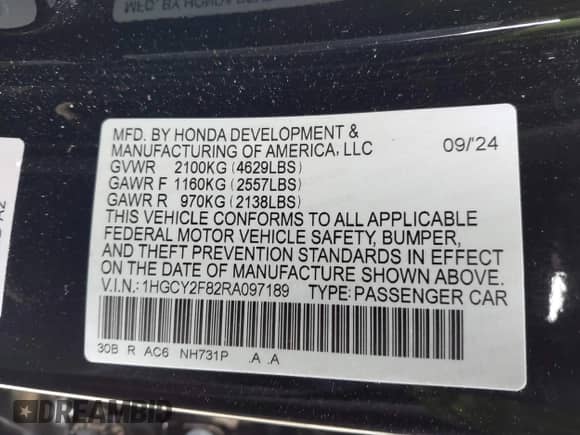 MFD. BY HONDA DEVELOPMENT &
MANUFACTURING OF AMERICA, LLC 09/'24
GVWR 2100KG (4629LBS)
GAWR F 1160KG (2557LBS)
GAWR R 970KG (2138LBS)
THIS VEHICLE CONFORMS TO ALL APPLICABLE
FEDERAL MOTOR VEHICLE SAFETY, BUMPER,
AND THEFT PREVENTION STANDARDS IN EFFECT
ON THE DATE OF MANUFACTURE SHOWN ABOVE.
V.I.N.:1HGCY2F82RA097189 TYPE:PASSENGER CAR
30B R AC6 NH731P .A .A
DREAMBID